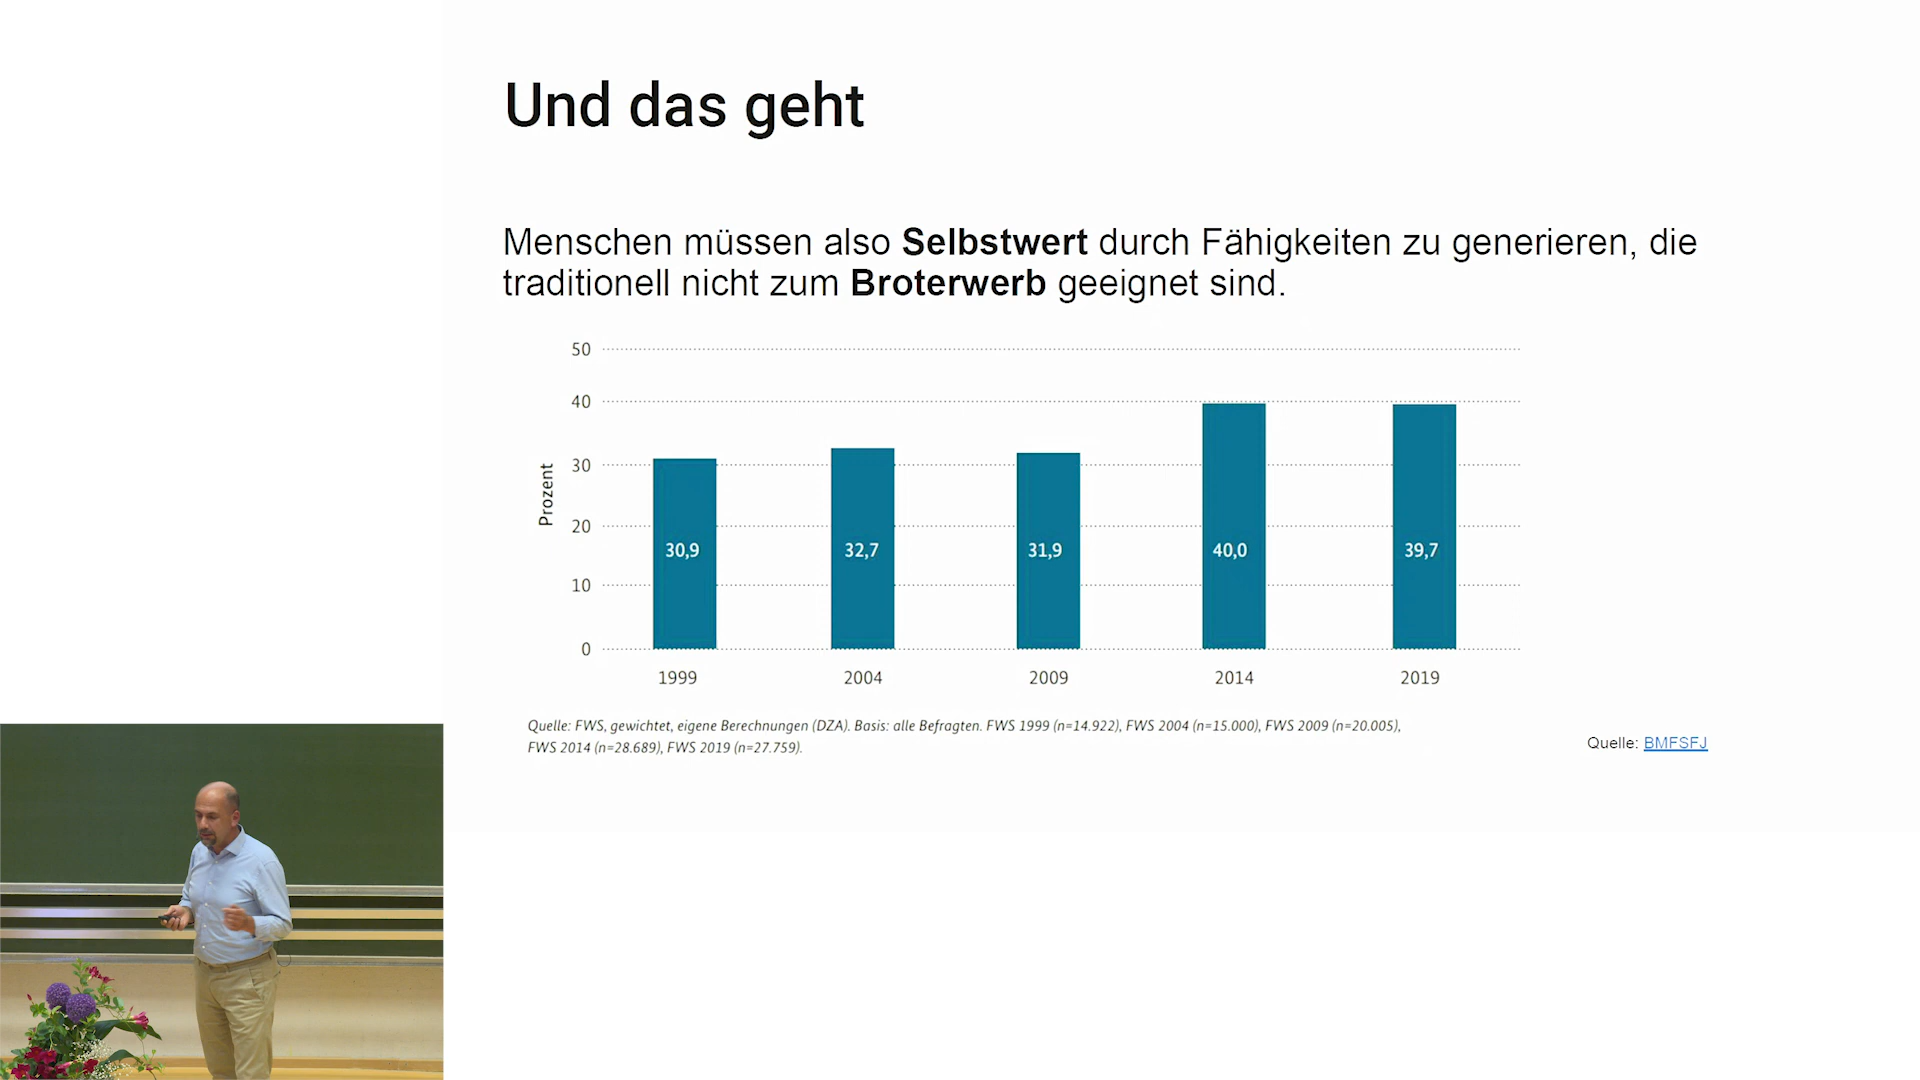 Und das geht
Menschen müssen also Selbstwert durch Fähigkeiten zu generieren, die
traditionell nicht zum Broterwerb geeignet sind.
50
40
30
20
10
0
Prozent
30,9
32,7
31,9
40,0
39,7
1999
2004
2009
2014
2019
Quelle: FWS, gewichtet, eigene Berechnungen (DZA). Basis: alle Befragten. FWS 1999 (n=14.922), FWS 2004 (n=15.000), FWS 2009 (n=20.005),
FWS 2014 (n=28.689), FWS 2019 (n=27.759).
Quelle: BMFSFJ